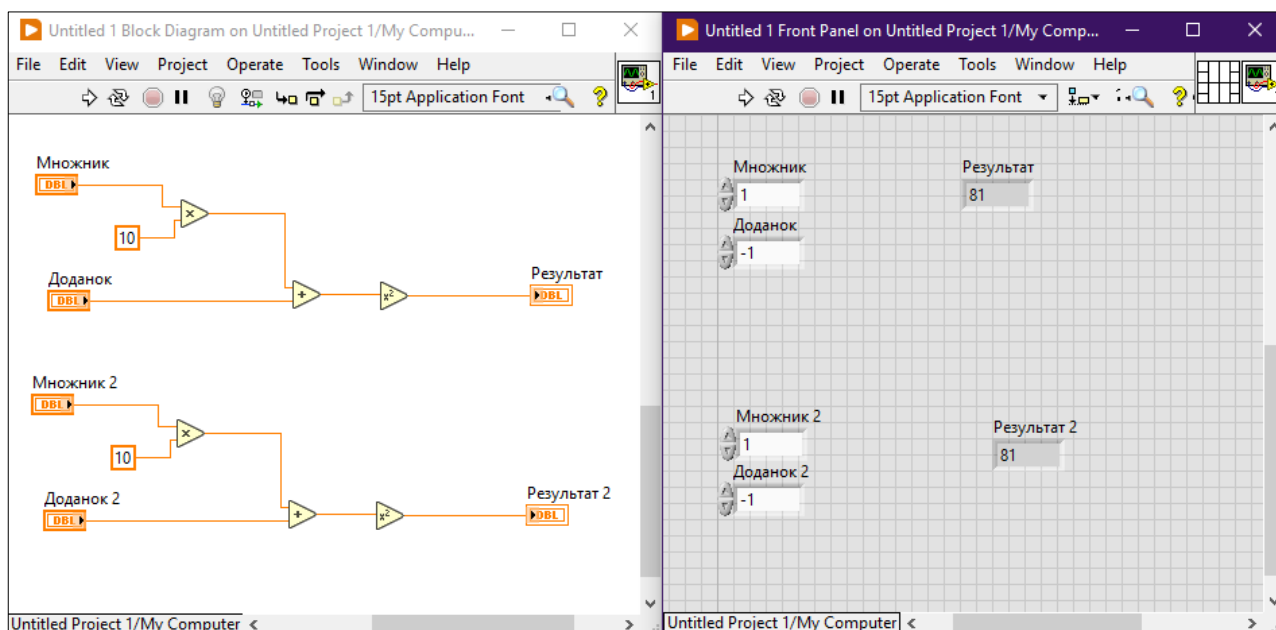 Untitled 1 Block Diagram on Untitled Project 1/My Compu...
File Edit View Project Operate Tools Window Help
15pt Application Font
1
Множник
DBL
x
10
Доданок
DBL
+
x²
Результат
DBL
Множник 2
DBL
x
10
Доданок 2
DBL
+
x²
Результат 2
DBL
Untitled Project 1/My Computer
Untitled 1 Front Panel on Untitled Project 1/My Comp...
File Edit View Project Operate Tools Window Help
15pt Application Font
Множник
1
Результат
81
Доданок
-1
Множник 2
1
Результат 2
81
Доданок 2
-1
Untitled Project 1/My Computer